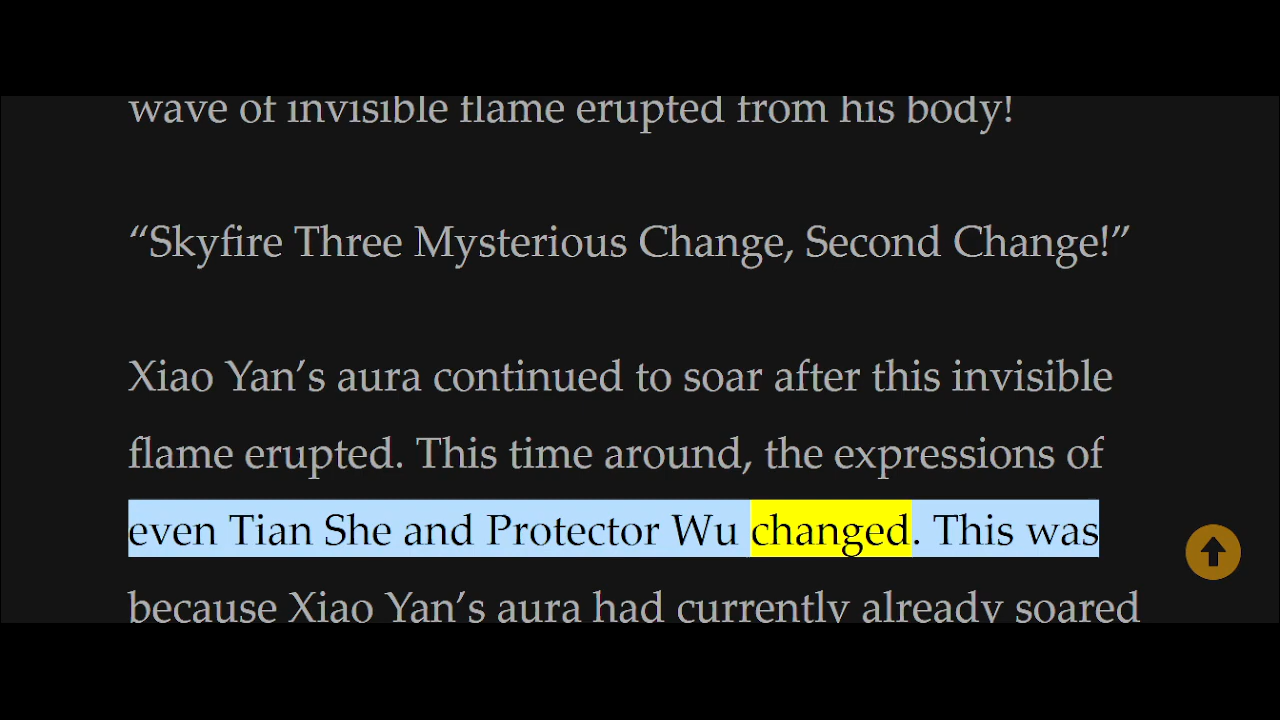 wave of invisible flame erupted from his body!
“Skyfire Three Mysterious Change, Second Change!”
Xiao Yan’s aura continued to soar after this invisible
flame erupted. This time around, the expressions of
even Tian She and Protector Wu changed. This was
because Xiao Yan’s aura had currently already soared